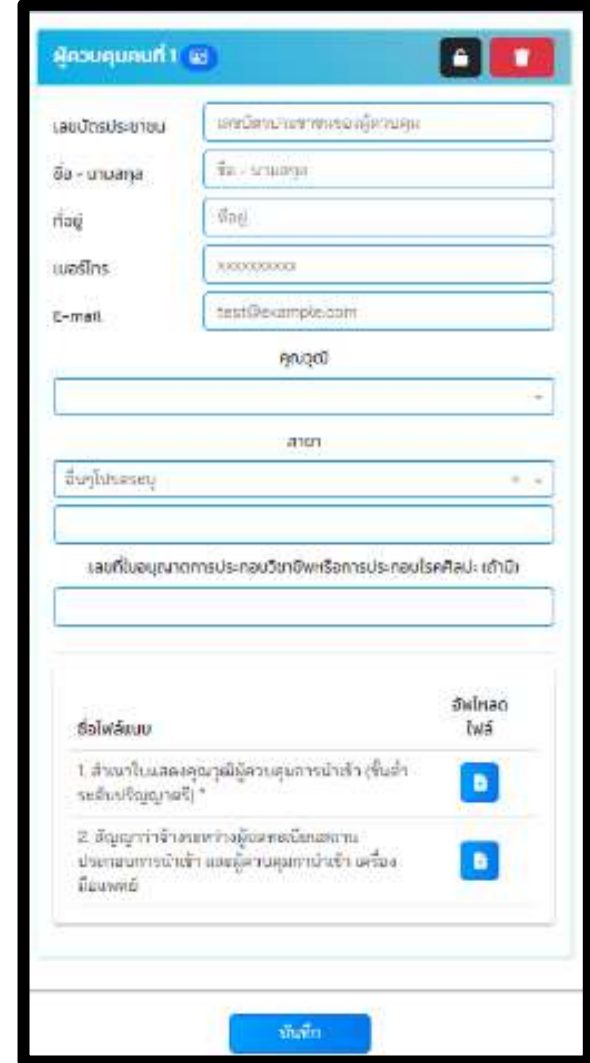 ผู้ควบคุมคนที่ 1
เลขบัตรประชาชน
เลขบัตรประชาชนของผู้ควบคุม
ชื่อ - นามสกุล
ชื่อ - นามสกุล
ที่อยู่
ที่อยู่
เบอร์โทร
xxxxxxxxxx
E-mail
test@example.com
คุณวุฒิ
สาขา
อื่นๆโปรดระบุ
เลขที่ใบอนุญาตการประกอบวิชาชีพหรือการประกอบโรคศิลปะ (ถ้ามี)
ชื่อไฟล์แนบ
อัพโหลด
ไฟล์
1. สำเนาใบแสดงคุณวุฒิผู้ควบคุมการนำเข้า (ขั้นต่ำ
ระดับปริญญาตรี) *
2. สัญญาว่าจ้างระหว่างผู้จดทะเบียนสถาน
ประกอบการนำเข้า และผู้ควบคุมการนำเข้า เครื่อง
มือแพทย์
บันทึก